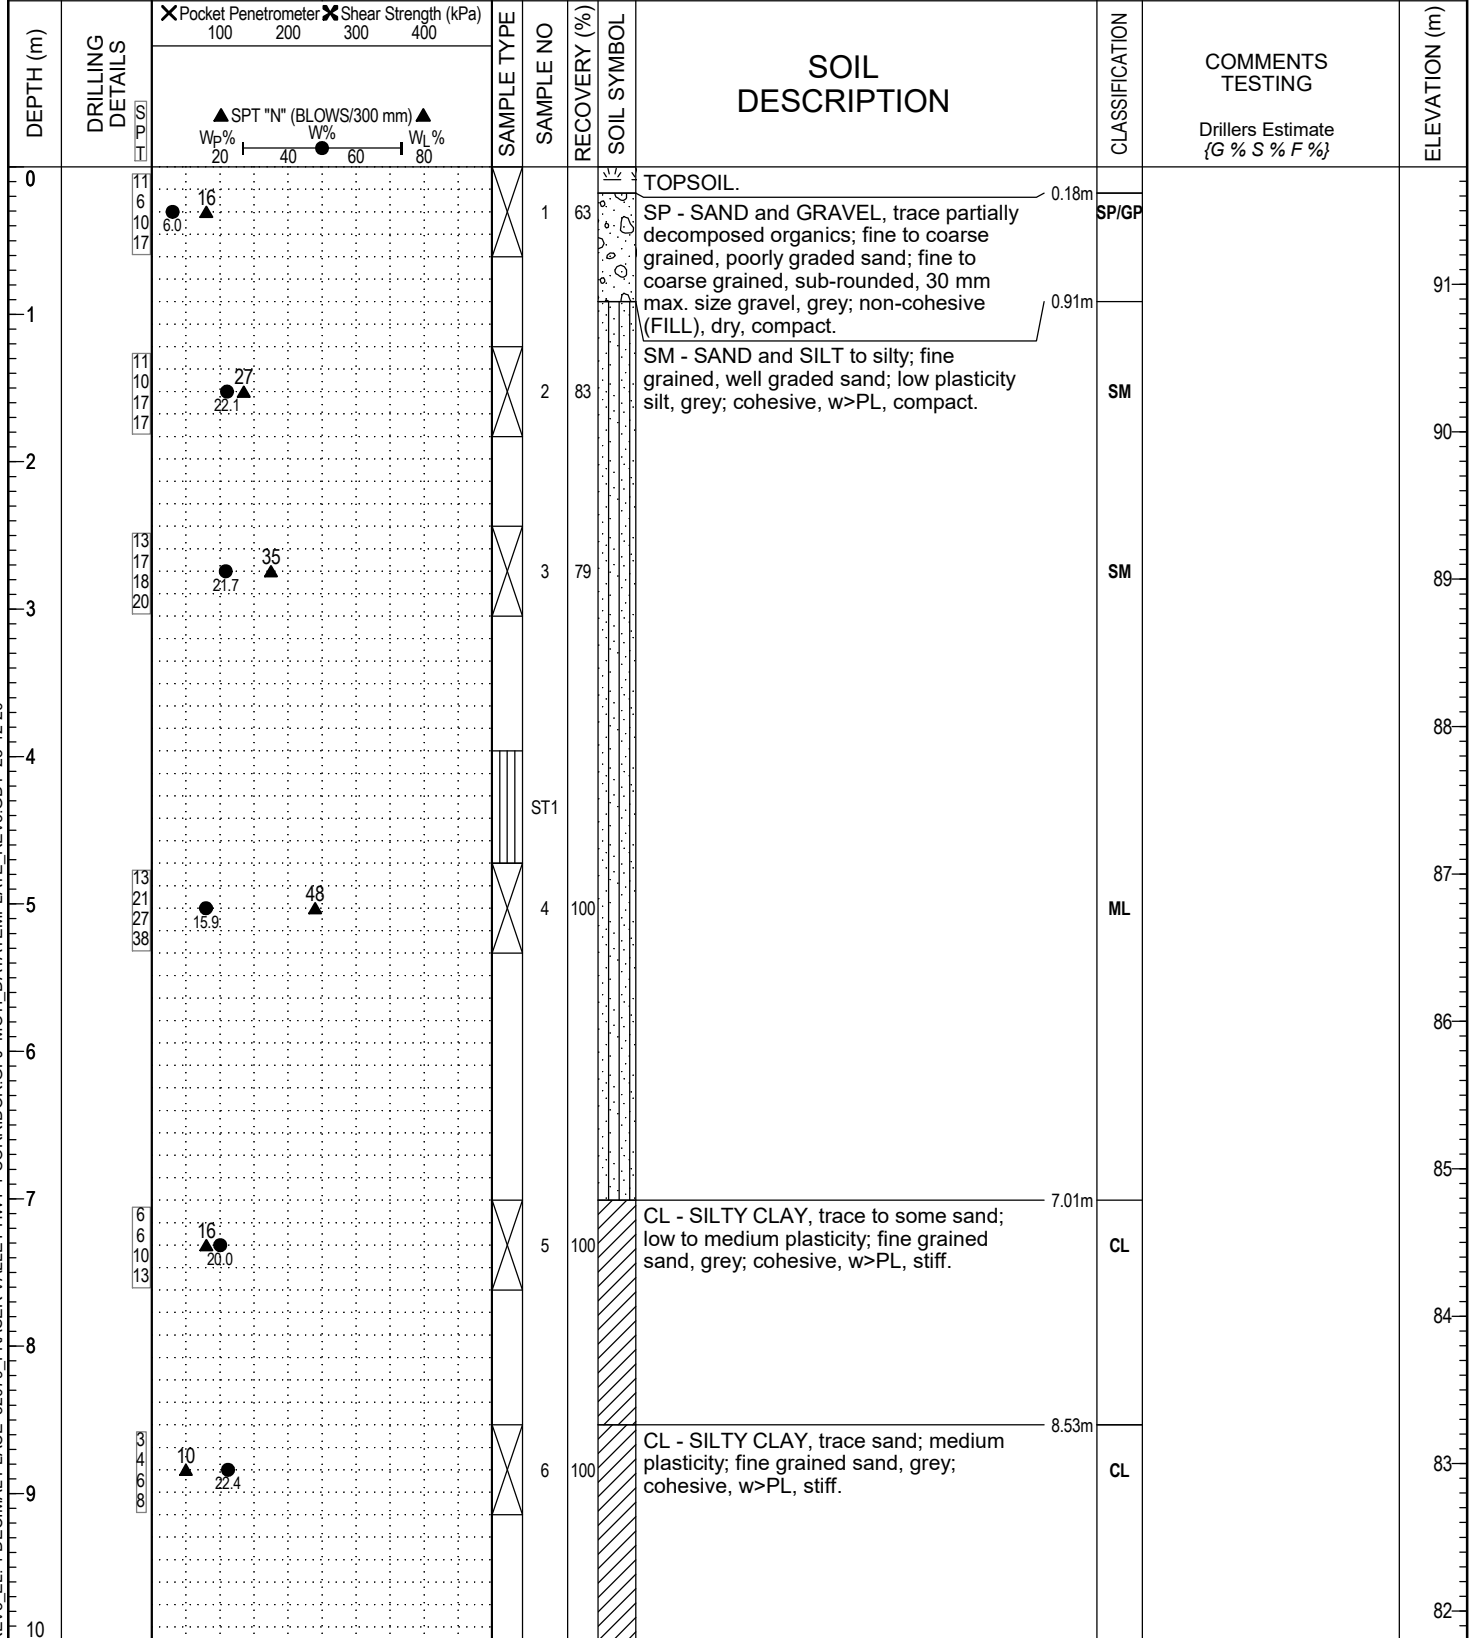 DEPTH (m)
DRILLING
DETAILS
S
P
T
Pocket Penetrometer Shear Strength (kPa)
100 200 300 400
SPT "N" (BLOWS/300 mm)
WP% W% WL%
20 40 60 80
SAMPLE TYPE
SAMPLE NO
RECOVERY (%)
SOIL SYMBOL
SOIL
DESCRIPTION
CLASSIFICATION
COMMENTS
TESTING
Drillers Estimate
{G % S % F %}
ELEVATION (m)
0
11
6
10
17
16
6.0
1
63
TOPSOIL.
0.18m
SP - SAND and GRAVEL, trace partially
decomposed organics; fine to coarse
grained, poorly graded sand; fine to
coarse grained, sub-rounded, 30 mm
max. size gravel, grey; non-cohesive
(FILL), dry, compact.
SP/GP
91
0.91m
1
11
10
17
17
27
22.1
2
83
SM - SAND and SILT to silty; fine
grained, well graded sand; low plasticity
silt, grey; cohesive, w>PL, compact.
SM
90
2
13
17
18
20
35
21.7
3
79
SM
89
3
88
4
ST1
87
13
21
27
38
48
15.9
4
100
ML
5
86
6
85
7
7.01m
6
6
10
13
16
20.0
5
100
CL - SILTY CLAY, trace to some sand;
low to medium plasticity; fine grained
sand, grey; cohesive, w>PL, stiff.
CL
84
8
8.53m
3
4
6
8
10
22.4
6
100
CL - SILTY CLAY, trace sand; medium
plasticity; fine grained sand, grey;
cohesive, w>PL, stiff.
CL
83
9
82
10